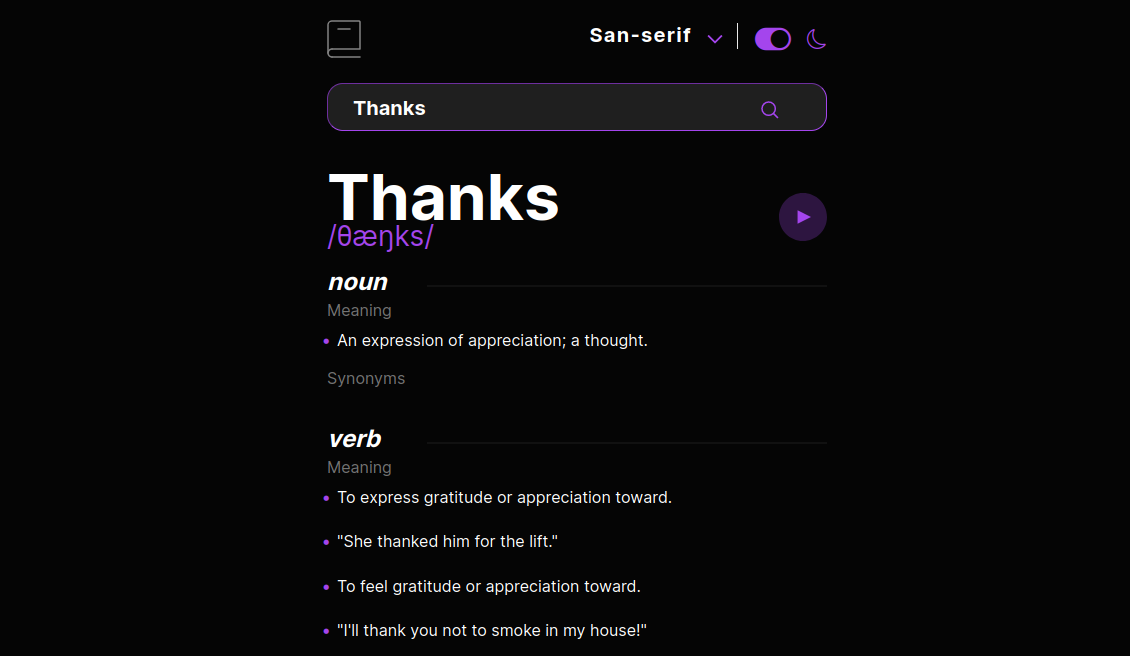 San-serif
Thanks
Thanks
/θæŋks/
noun
Meaning
An expression of appreciation; a thought.
Synonyms
verb
Meaning
To express gratitude or appreciation toward.
"She thanked him for the lift."
To feel gratitude or appreciation toward.
"I'll thank you not to smoke in my house!"